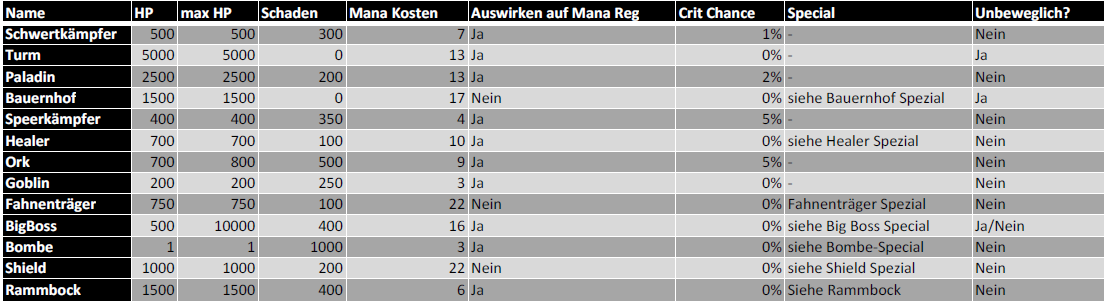 Name HP max HP Schaden Mana Kosten Auswirken auf Mana Reg Crit Chance Special Unbeweglich?
Schwertkämpfer 500 500 300 7 Ja 1% - Nein
Turm 5000 5000 0 13 Ja 0% - Ja
Paladin 2500 2500 200 13 Ja 2% - Nein
Bauernhof 1500 1500 0 17 Nein 0% siehe Bauernhof Spezial Ja
Speerkämpfer 400 400 350 4 Ja 5% - Nein
Healer 700 700 100 10 Ja 0% siehe Healer Spezial Nein
Ork 700 800 500 9 Ja 5% - Nein
Goblin 200 200 250 3 Ja 0% - Nein
Fahnenträger 750 750 100 22 Nein 0% Fahnenträger Spezial Nein
BigBoss 500 10000 400 16 Ja 0% siehe Big Boss Special Ja/Nein
Bombe 1 1 1000 3 Ja 0% siehe Bombe-Special Nein
Shield 1000 1000 200 22 Nein 0% siehe Shield Spezial Nein
Rammbock 1500 1500 400 6 Ja 0% Siehe Rammbock Nein